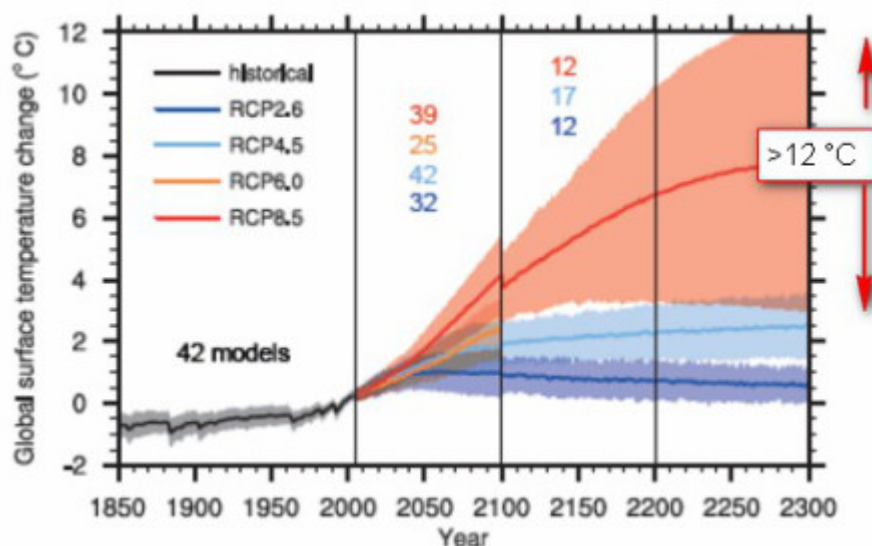 Global surface temperature change (°C)
12
10
8
6
4
2
0
-2
historical
RCP2.6
RCP4.5
RCP6.0
RCP8.5
42 models
39
25
42
32
12
17
12
>12 °C
1850 1900 1950 2000 2050 2100 2150 2200 2250 2300
Year